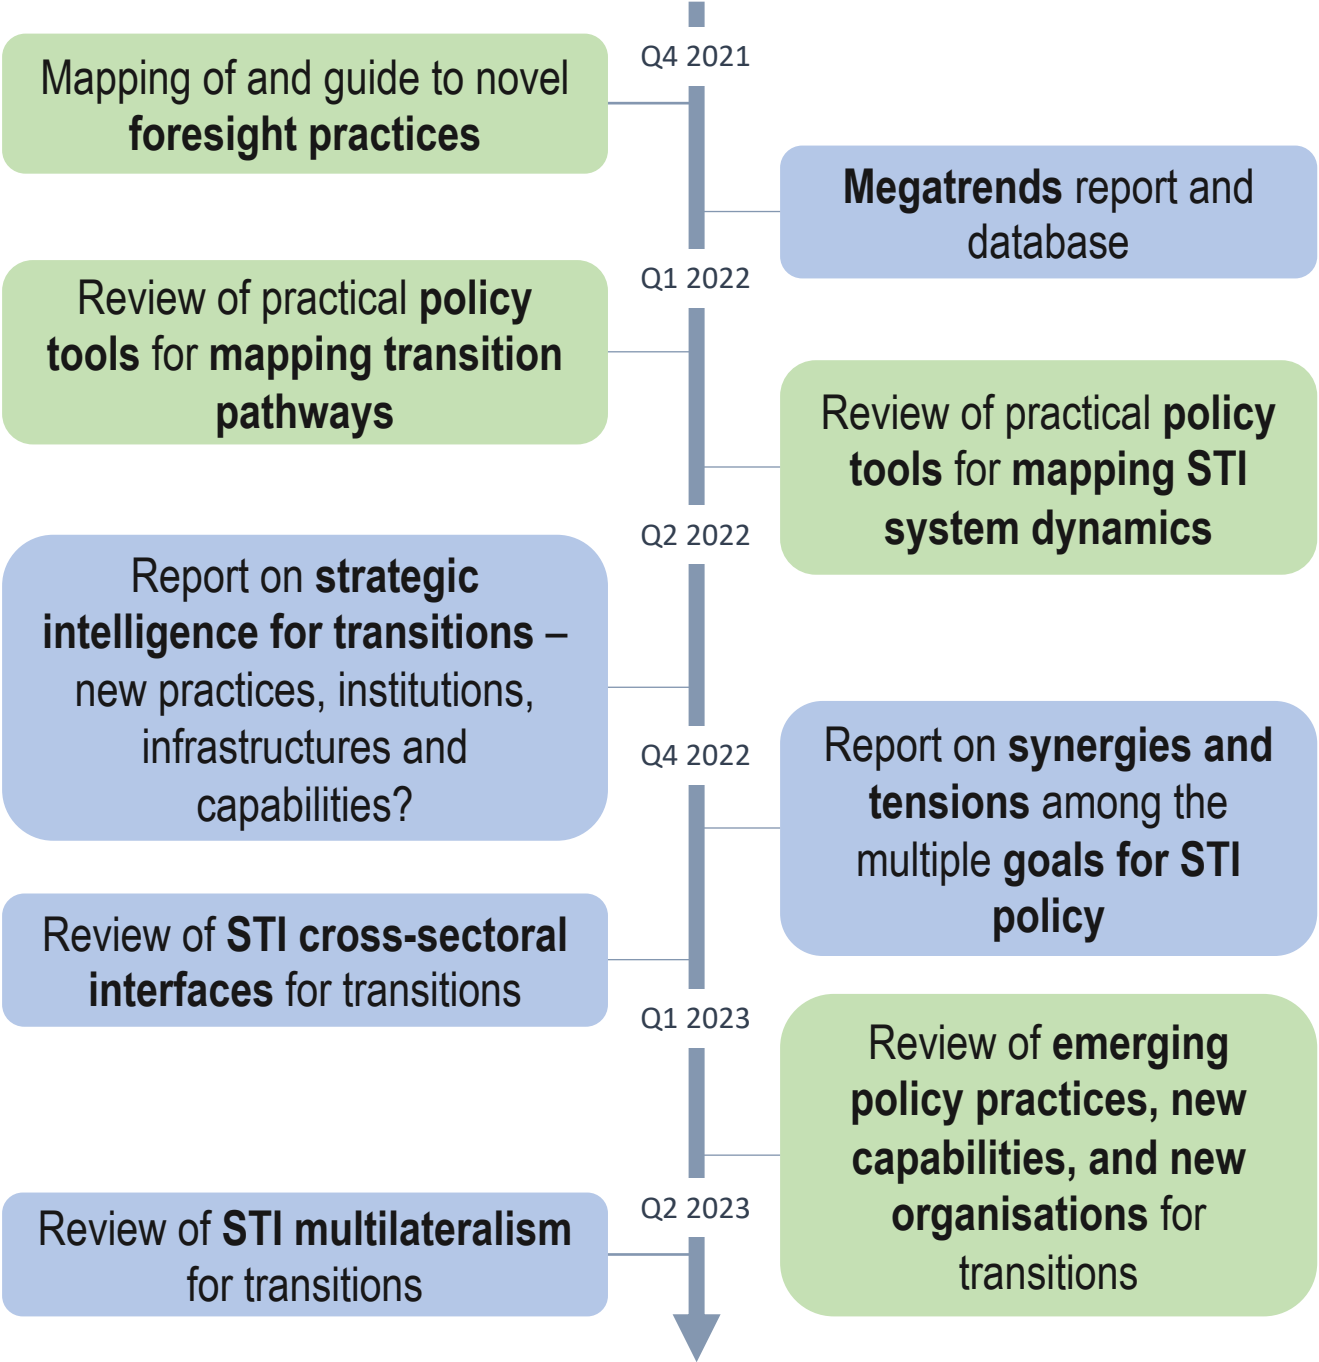 Q4 2021
Mapping of and guide to novel
foresight practices
Megatrends report and
database
Q1 2022
Review of practical policy
tools for mapping transition
pathways
Review of practical policy
tools for mapping STI
system dynamics
Q2 2022
Report on strategic
intelligence for transitions –
new practices, institutions,
infrastructures and
capabilities?
Q4 2022
Report on synergies and
tensions among the
multiple goals for STI
policy
Review of STI cross-sectoral
interfaces for transitions
Q1 2023
Review of emerging
policy practices, new
capabilities, and new
organisations for
transitions
Q2 2023
Review of STI multilateralism
for transitions